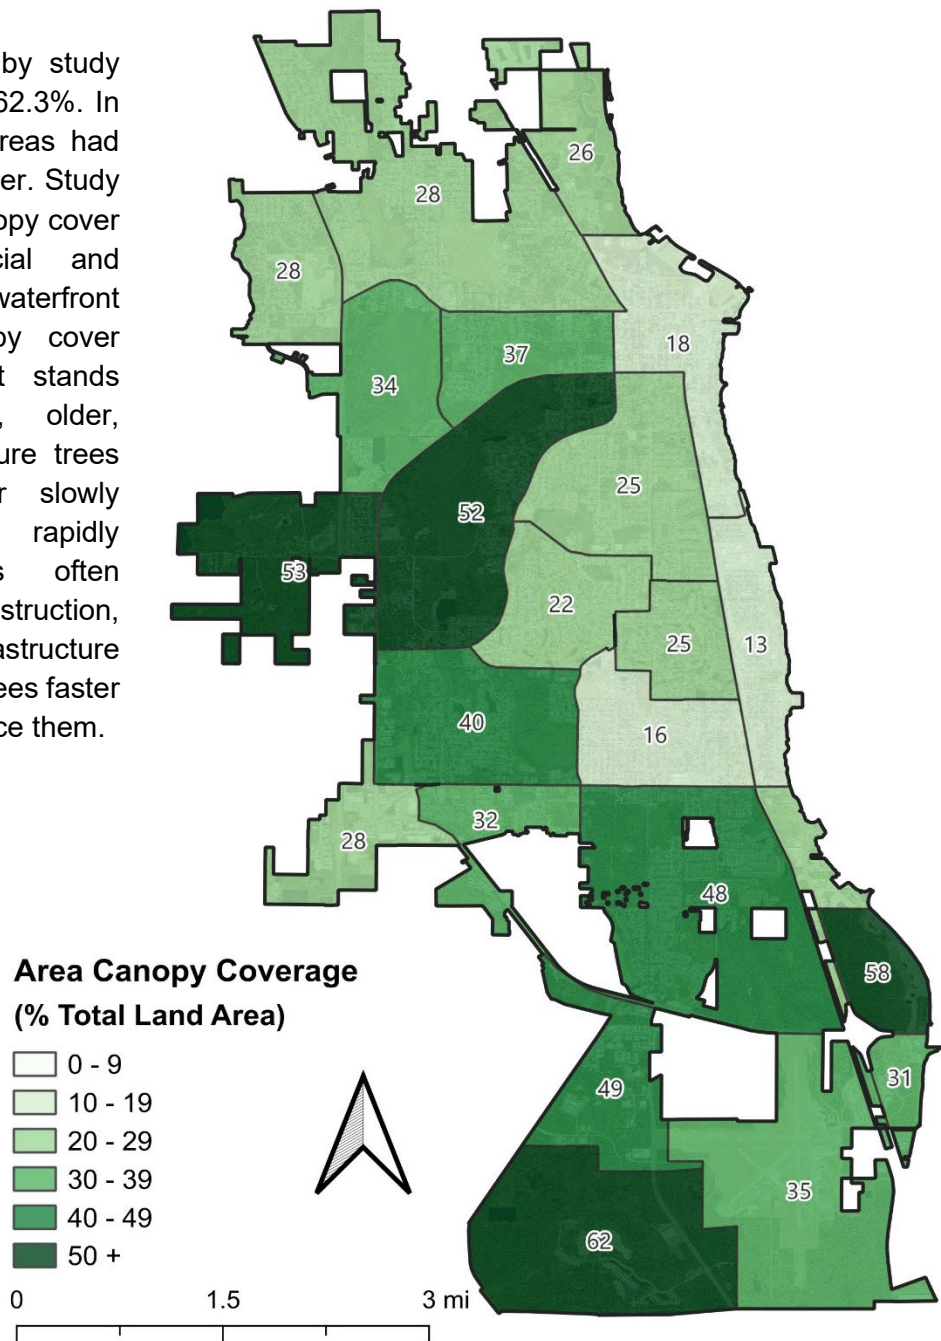 by study
62.3%. In
reas had
er. Study
opy cover
cial and
waterfront
py cover
t stands
, older,
ure trees
r slowly
rapidly
s often
struction,
astructure
ees faster
ce them.
26
28
28
18
37
34
25
52
53
22
25
13
40
16
32
28
48
58
31
49
35
62
Area Canopy Coverage
(% Total Land Area)
0 - 9
10 - 19
20 - 29
30 - 39
40 - 49
50 +
0 1.5 3 mi